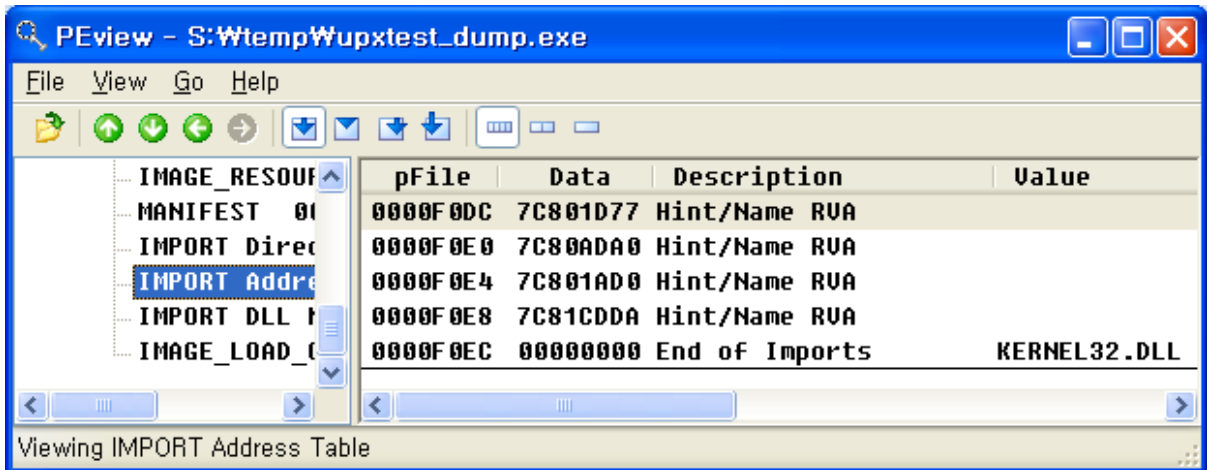 PEview - S:₩temp₩upxtest_dump.exe
File View Go Help
IMAGE_RESOUR
MANIFEST 00
IMPORT Direc
IMPORT Addre
IMPORT DLL N
IMAGE_LOAD_C
pFile Data Description Value
0000F0DC 7C801D77 Hint/Name RVA
0000F0E0 7C80ADA0 Hint/Name RVA
0000F0E4 7C801AD0 Hint/Name RVA
0000F0E8 7C81CDDA Hint/Name RVA
0000F0EC 00000000 End of Imports KERNEL32.DLL
Viewing IMPORT Address Table